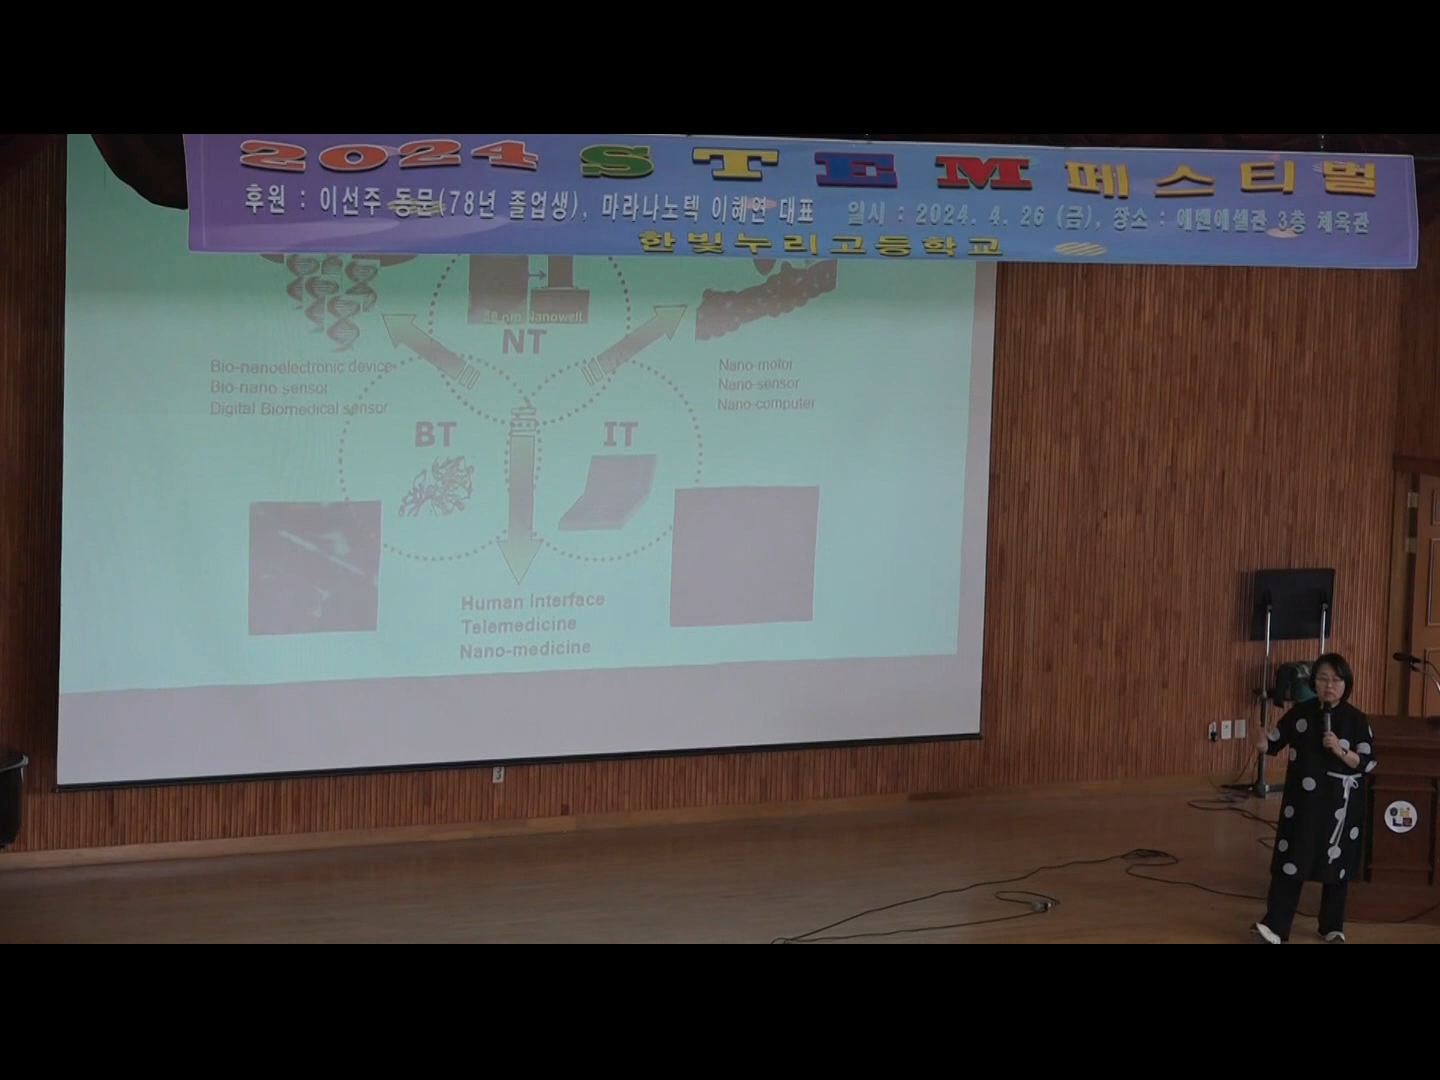 2024 STEM 페스티벌
후원 : 이선주 동문(78년 졸업생), 마라나노텍 이혜연 대표 일시 : 2024. 4. 26 (금), 장소 : 에벤에셀관 3층 체육관
한빛누리고등학교
nm Nanowell
NT
Bio-nanoelectronic device
Bio-nano sensor
Digital Biomedical sensor
Nano-motor
Nano-sensor
Nano-computer
BT
IT
Human Interface
Telemedicine
Nano-medicine